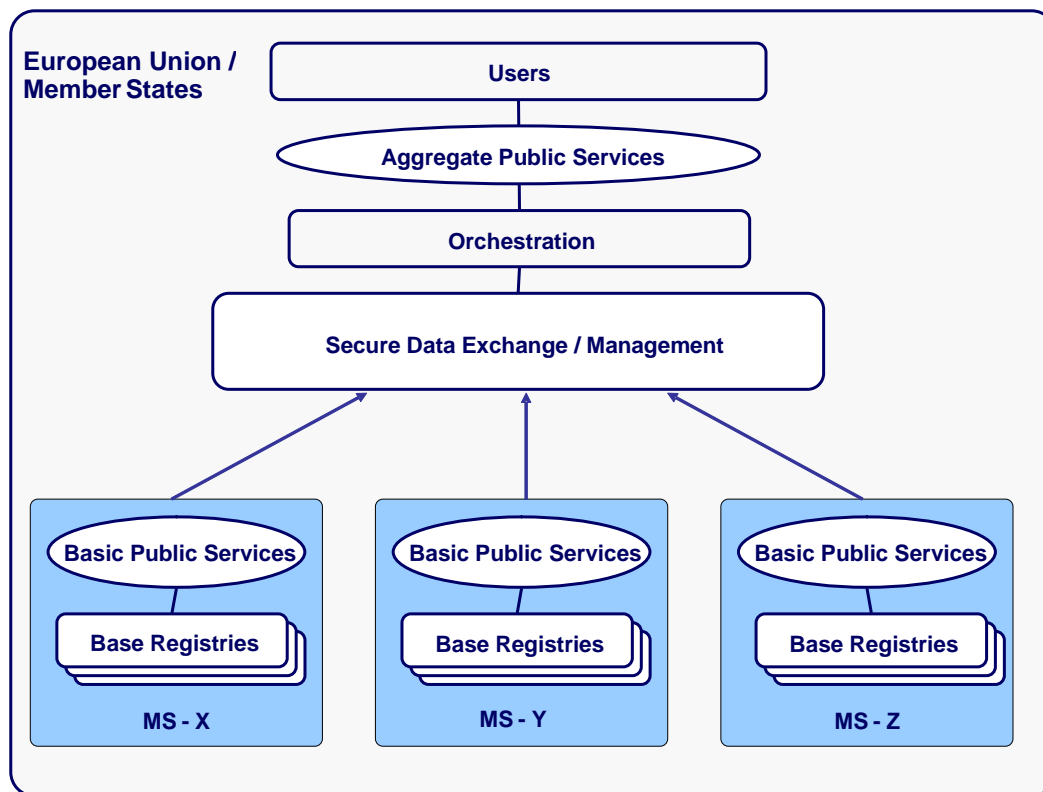 European Union /
Member States
Users
Aggregate Public Services
Orchestration
Secure Data Exchange / Management
Basic Public Services
Basic Public Services
Basic Public Services
Base Registries
Base Registries
Base Registries
MS - X
MS - Y
MS - Z